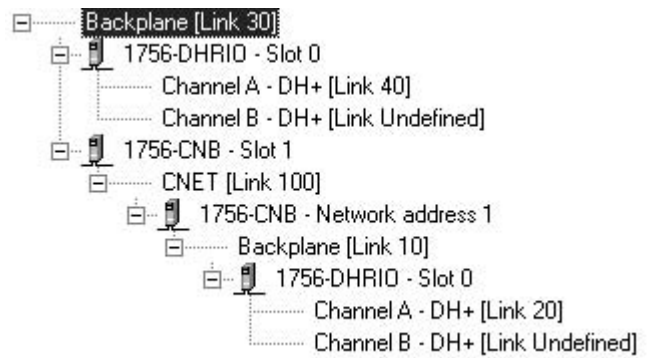 Backplane [Link 30]
1756-DHRIO - Slot 0
Channel A - DH+ [Link 40]
Channel B - DH+ [Link Undefined]
1756-CNB - Slot 1
CNET [Link 100]
1756-CNB - Network address 1
Backplane [Link 10]
1756-DHRIO - Slot 0
Channel A - DH+ [Link 20]
Channel B - DH+ [Link Undefined]